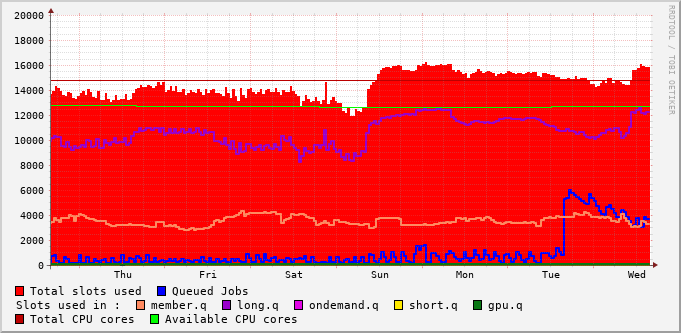 20000
18000
16000
14000
12000
10000
8000
6000
4000
2000
0
Thu Fri Sat Sun Mon Tue Wed
RRDTOOL / TOBI OETIKER
Total slots used Queued Jobs
Slots used in : member.q long.q ondemand.q short.q gpu.q
Total CPU cores Available CPU cores